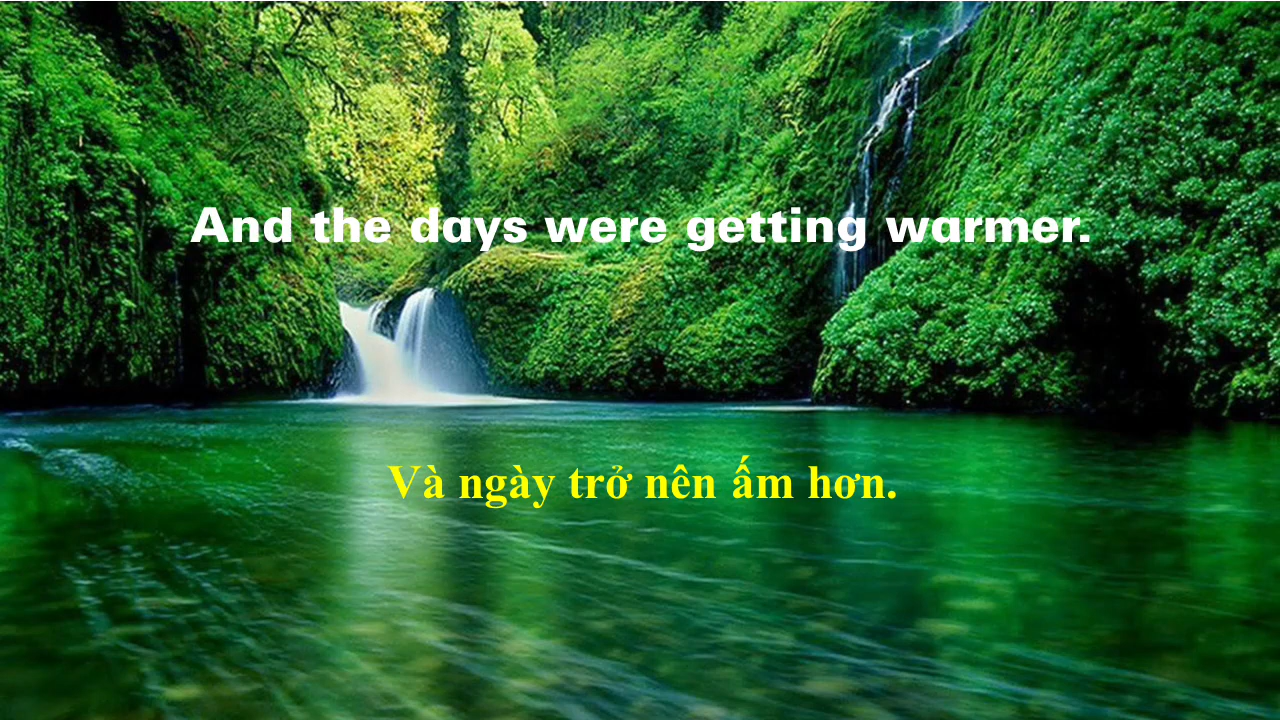 And the days were getting warmer.
Và ngày trở nên ấm hơn.